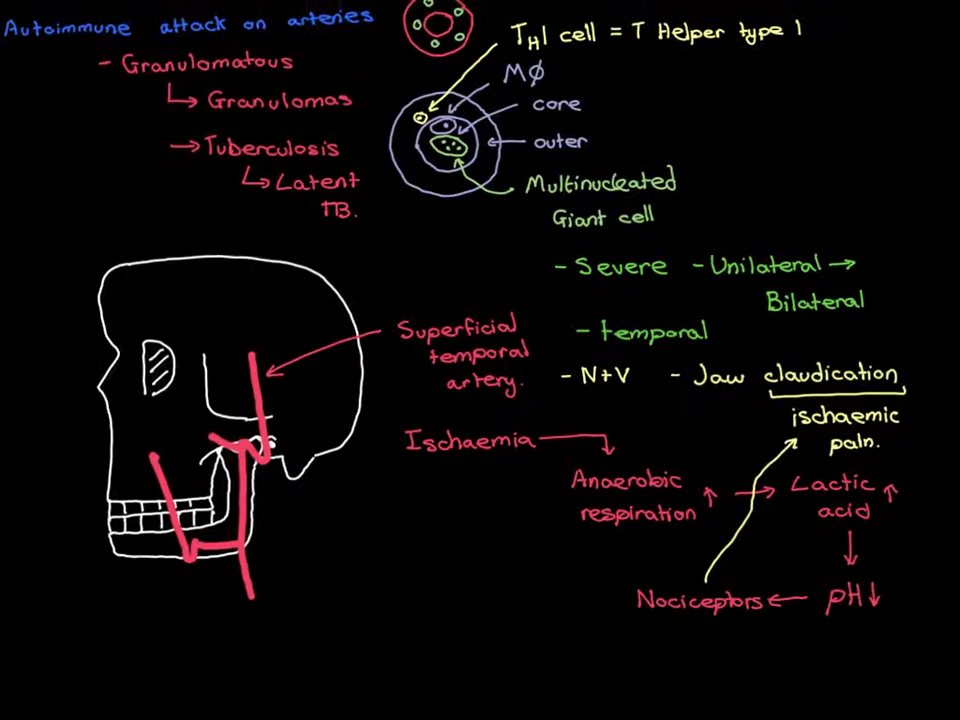 Autoimmune attack on arteries
- Granulomatous
Granulomas
Tuberculosis
Latent
TB.
TH1 cell = T Helper type 1
MØ
core
outer
Multinucleated
Giant cell
- Severe - Unilateral →
Bilateral
- temporal
- N+V - Jaw claudication
ischaemic
pain.
Superficial
temporal
artery.
Ischaemia
Anaerobic
respiration ↑
Lactic
acid ↑
pH↓
Nociceptors